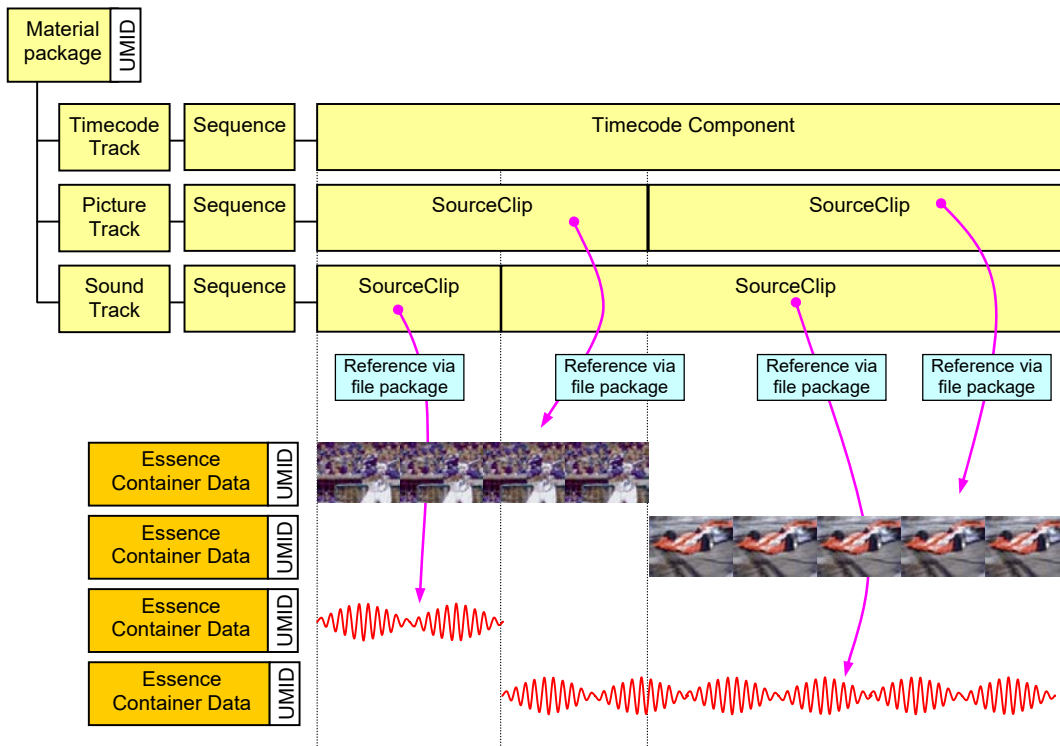 Material
package
UMID
Timecode
Track
Sequence
Timecode Component
Picture
Track
Sequence
SourceClip
SourceClip
Sound
Track
Sequence
SourceClip
SourceClip
Reference via
file package
Reference via
file package
Reference via
file package
Reference via
file package
Essence
Container Data
UMID
Essence
Container Data
UMID
Essence
Container Data
UMID
Essence
Container Data
UMID